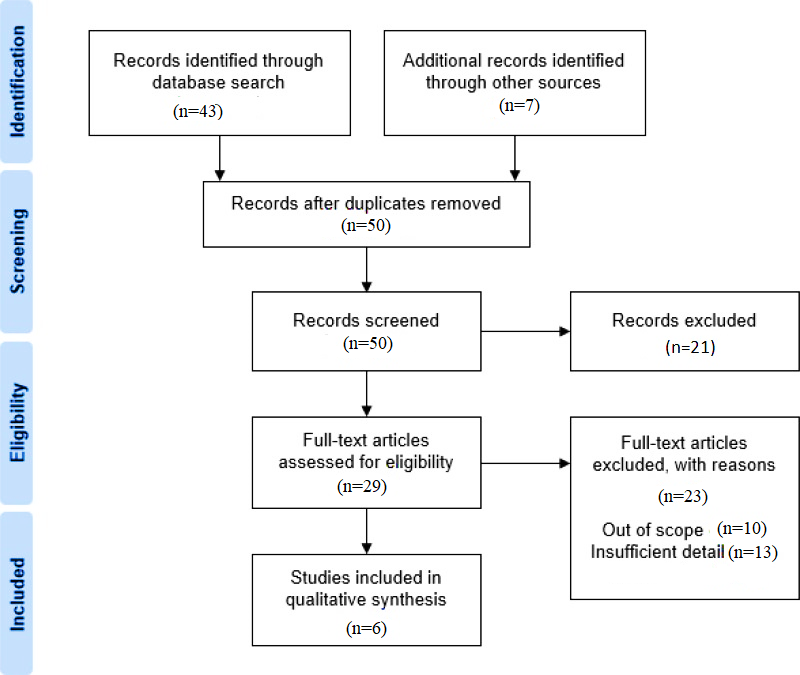 Identification
Records identified through
database search
(n=43)
Additional records identified
through other sources
(n=7)
Screening
Records after duplicates removed
(n=50)
Records screened
(n=50)
Records excluded
(n=21)
Eligibility
Full-text articles
assessed for eligibility
(n=29)
Full-text articles
excluded, with reasons
(n=23)
Out of scope (n=10)
Insufficient detail (n=13)
Included
Studies included in
qualitative synthesis
(n=6)